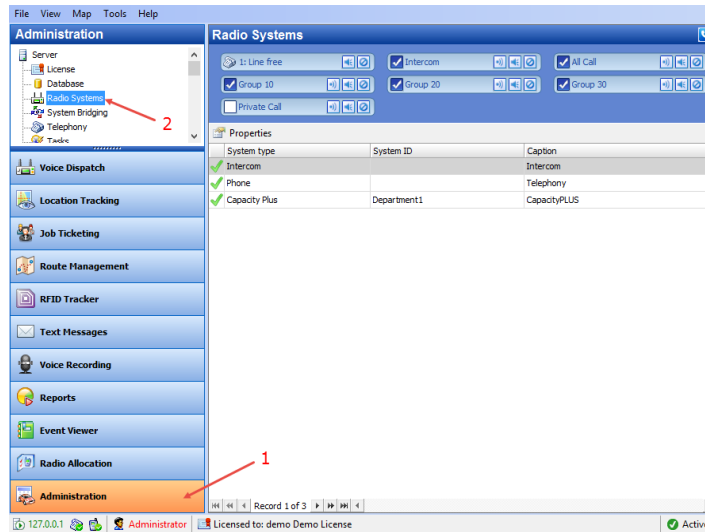 File View Map Tools Help
Administration
Server
License
Database
Radio Systems
System Bridging
Telephony
Tasks
2
Voice Dispatch
Location Tracking
Job Ticketing
Route Management
RFID Tracker
Text Messages
Voice Recording
Reports
Event Viewer
Radio Allocation
Administration
1
Radio Systems
1: Line free Intercom All Call
Group 10 Group 20 Group 30
Private Call
Properties
System type System ID Caption
Intercom Intercom
Phone Telephony
Capacity Plus Department1 CapacityPLUS
Record 1 of 3
127.0.0.1 Administrator Licensed to: demo Demo License Active